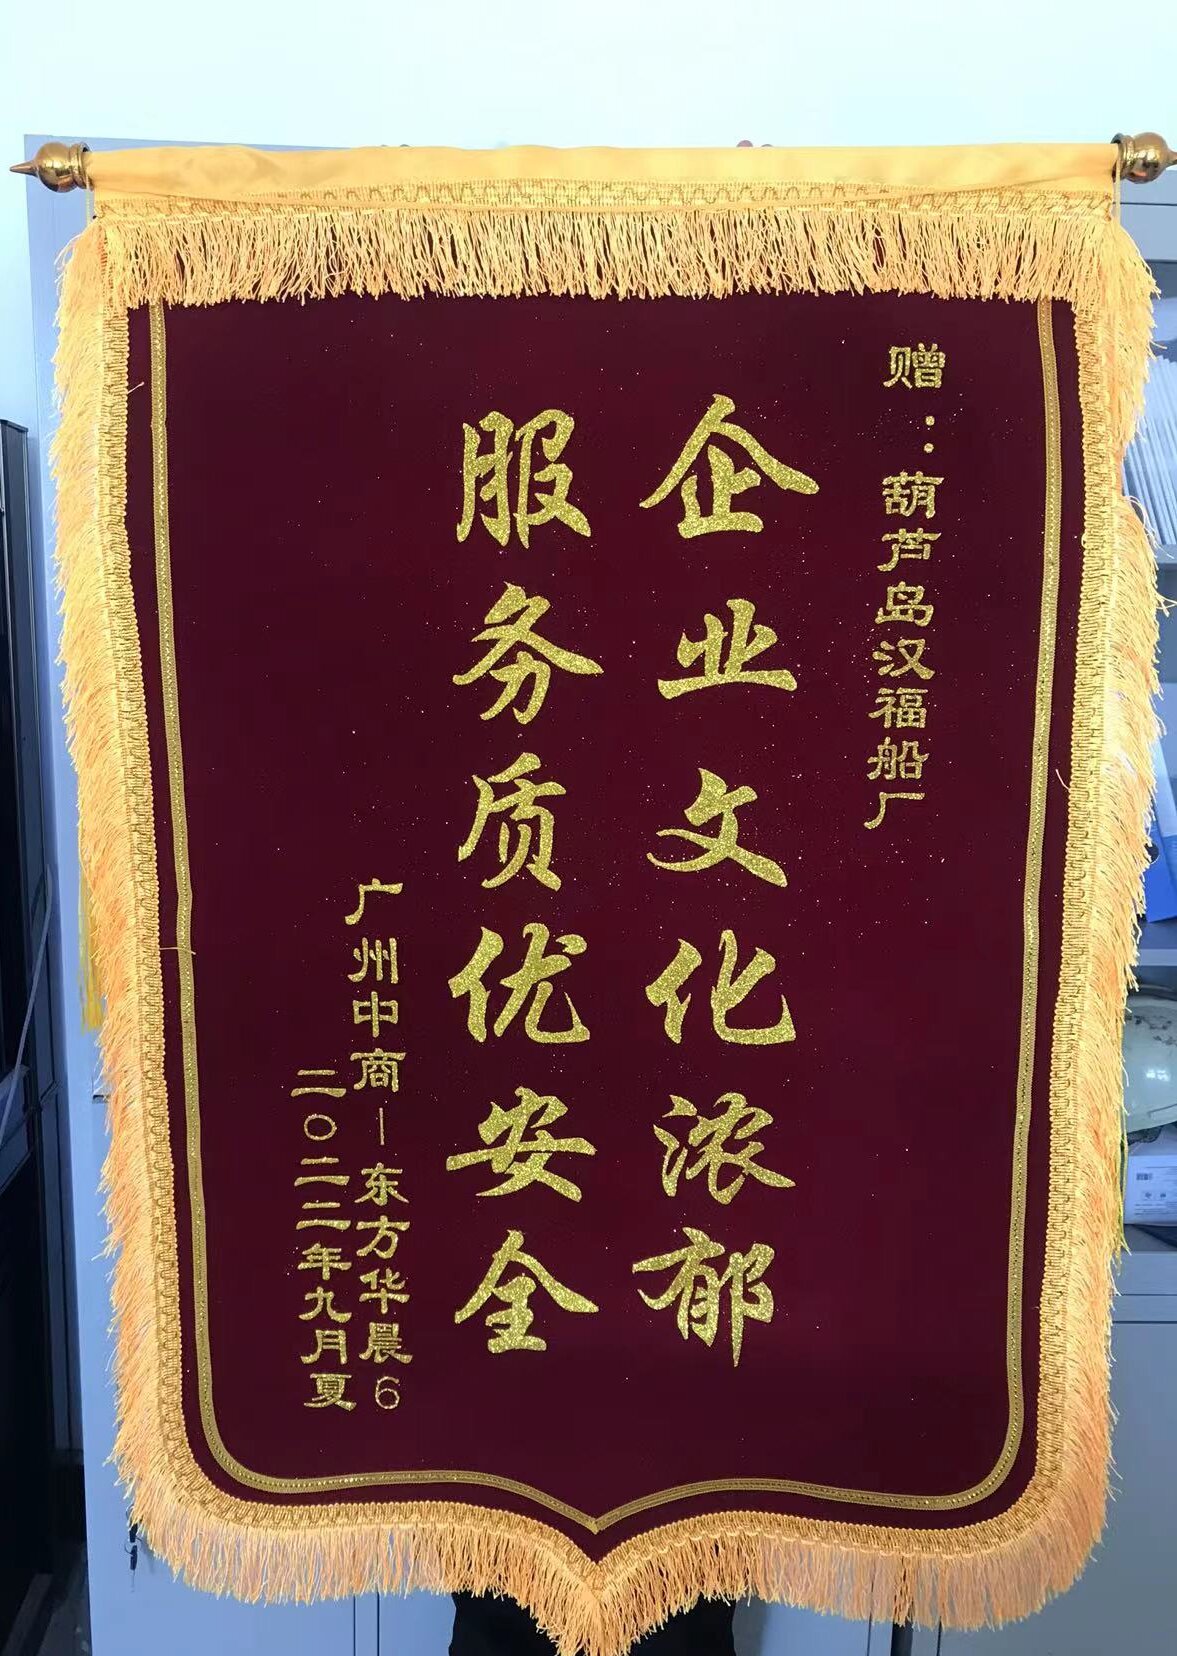 赠：葫芦岛汉福船厂
企业文化浓郁
服务质优安全
广州中商－东方华晨6
二〇二二年九月夏